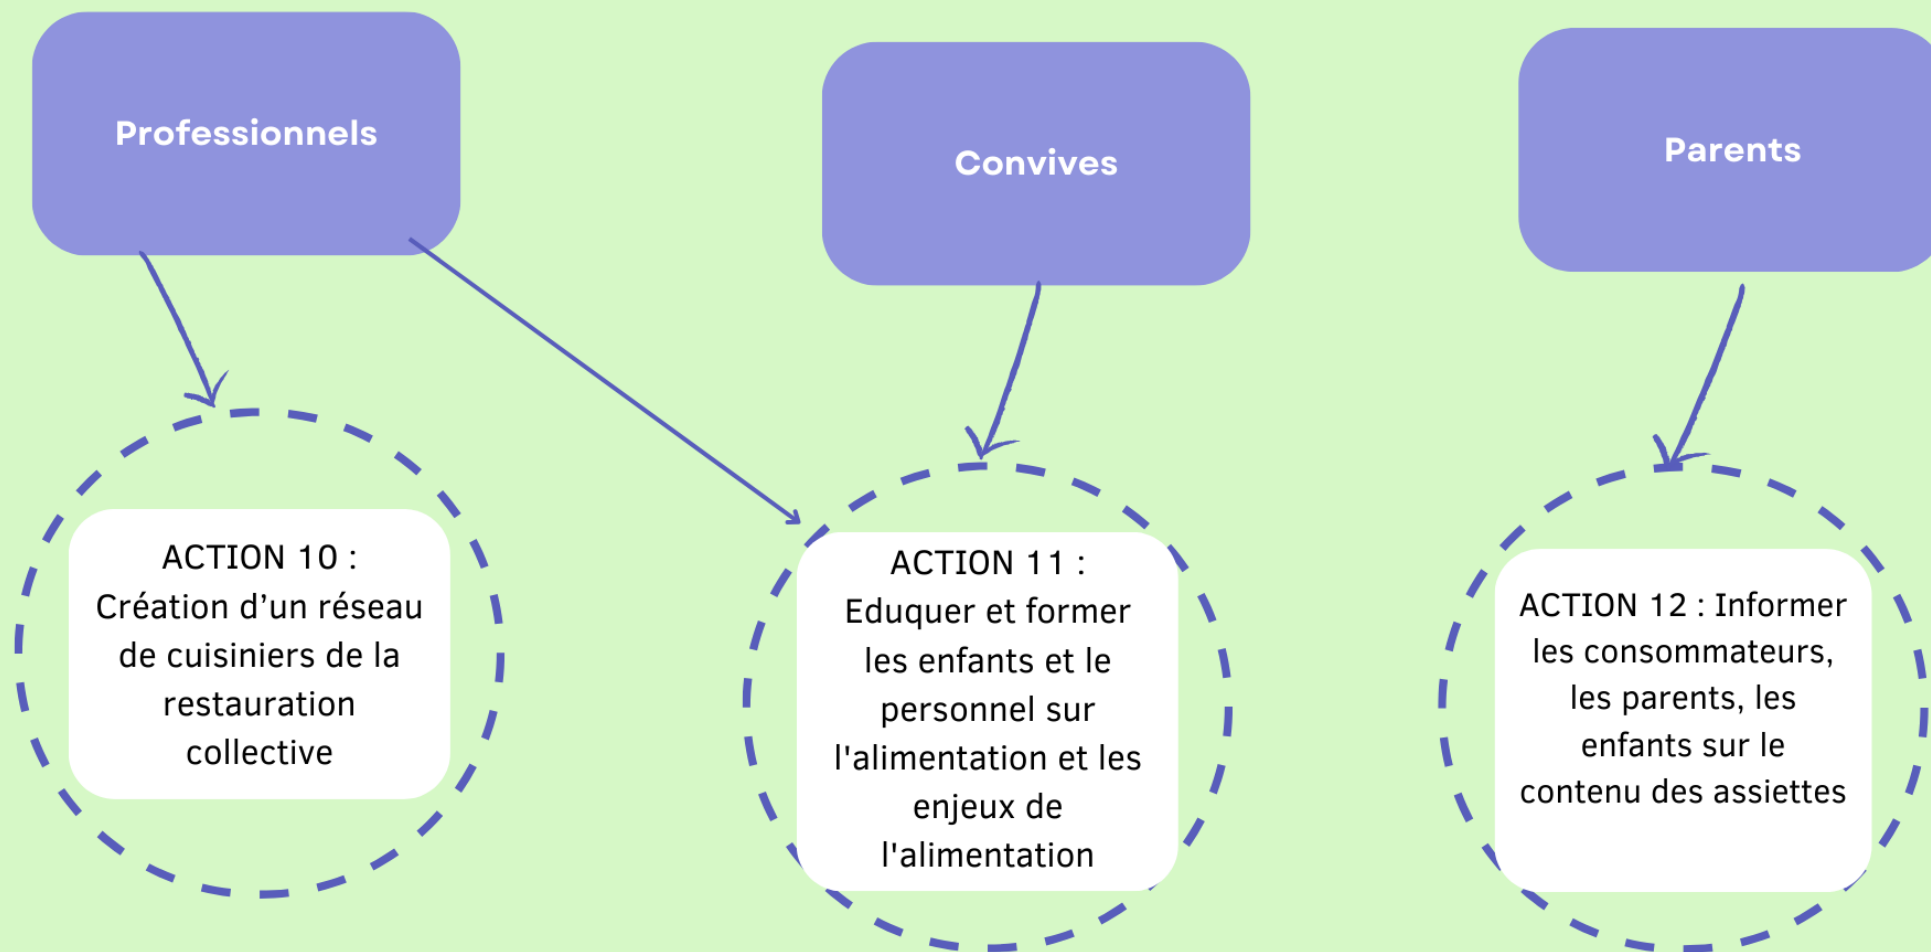 Professionnels
Convives
Parents
ACTION 10 :
Création d’un réseau
de cuisiniers de la
restauration
collective
ACTION 11 :
Eduquer et former
les enfants et le
personnel sur
l'alimentation et les
enjeux de
l'alimentation
ACTION 12 : Informer
les consommateurs,
les parents, les
enfants sur le
contenu des assiettes